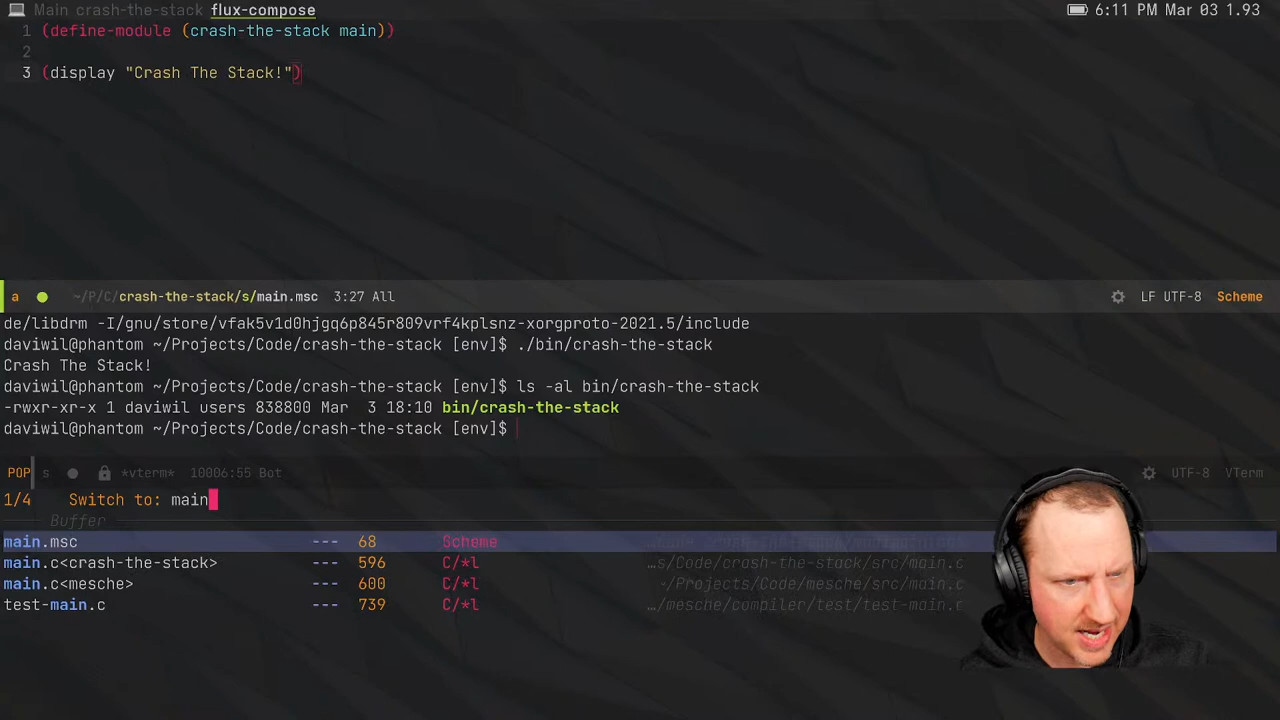 Main crash-the-stack flux-compose 6:11 PM Mar 03 1.93
1 (define-module (crash-the-stack main))
2
3 (display "Crash The Stack!")
a ~/P/C/crash-the-stack/s/main.msc 3:27 All LF UTF-8 Scheme
de/libdrm -I/gnu/store/vfak5v1d0hjgq6p845r809vrf4kplsnz-xorgproto-2021.5/include
daviwil@phantom ~/Projects/Code/crash-the-stack [env]$ ./bin/crash-the-stack
Crash The Stack!
daviwil@phantom ~/Projects/Code/crash-the-stack [env]$ ls -al bin/crash-the-stack
-rwxr-xr-x 1 daviwil users 838800 Mar 3 18:10 bin/crash-the-stack
daviwil@phantom ~/Projects/Code/crash-the-stack [env]$
POP s *vterm* 10006:55 Bot UTF-8 VTerm
1/4 Switch to: main
Buffer
main.msc --- 68 Scheme
main.c<crash-the-stack> --- 596 C/*l …s/Code/crash-the-stack/src/main.c
main.c<mesche> --- 600 C/*l ~/Projects/Code/mesche/src/main.c
test-main.c --- 739 C/*l …/mesche/compiler/test/test-main.c